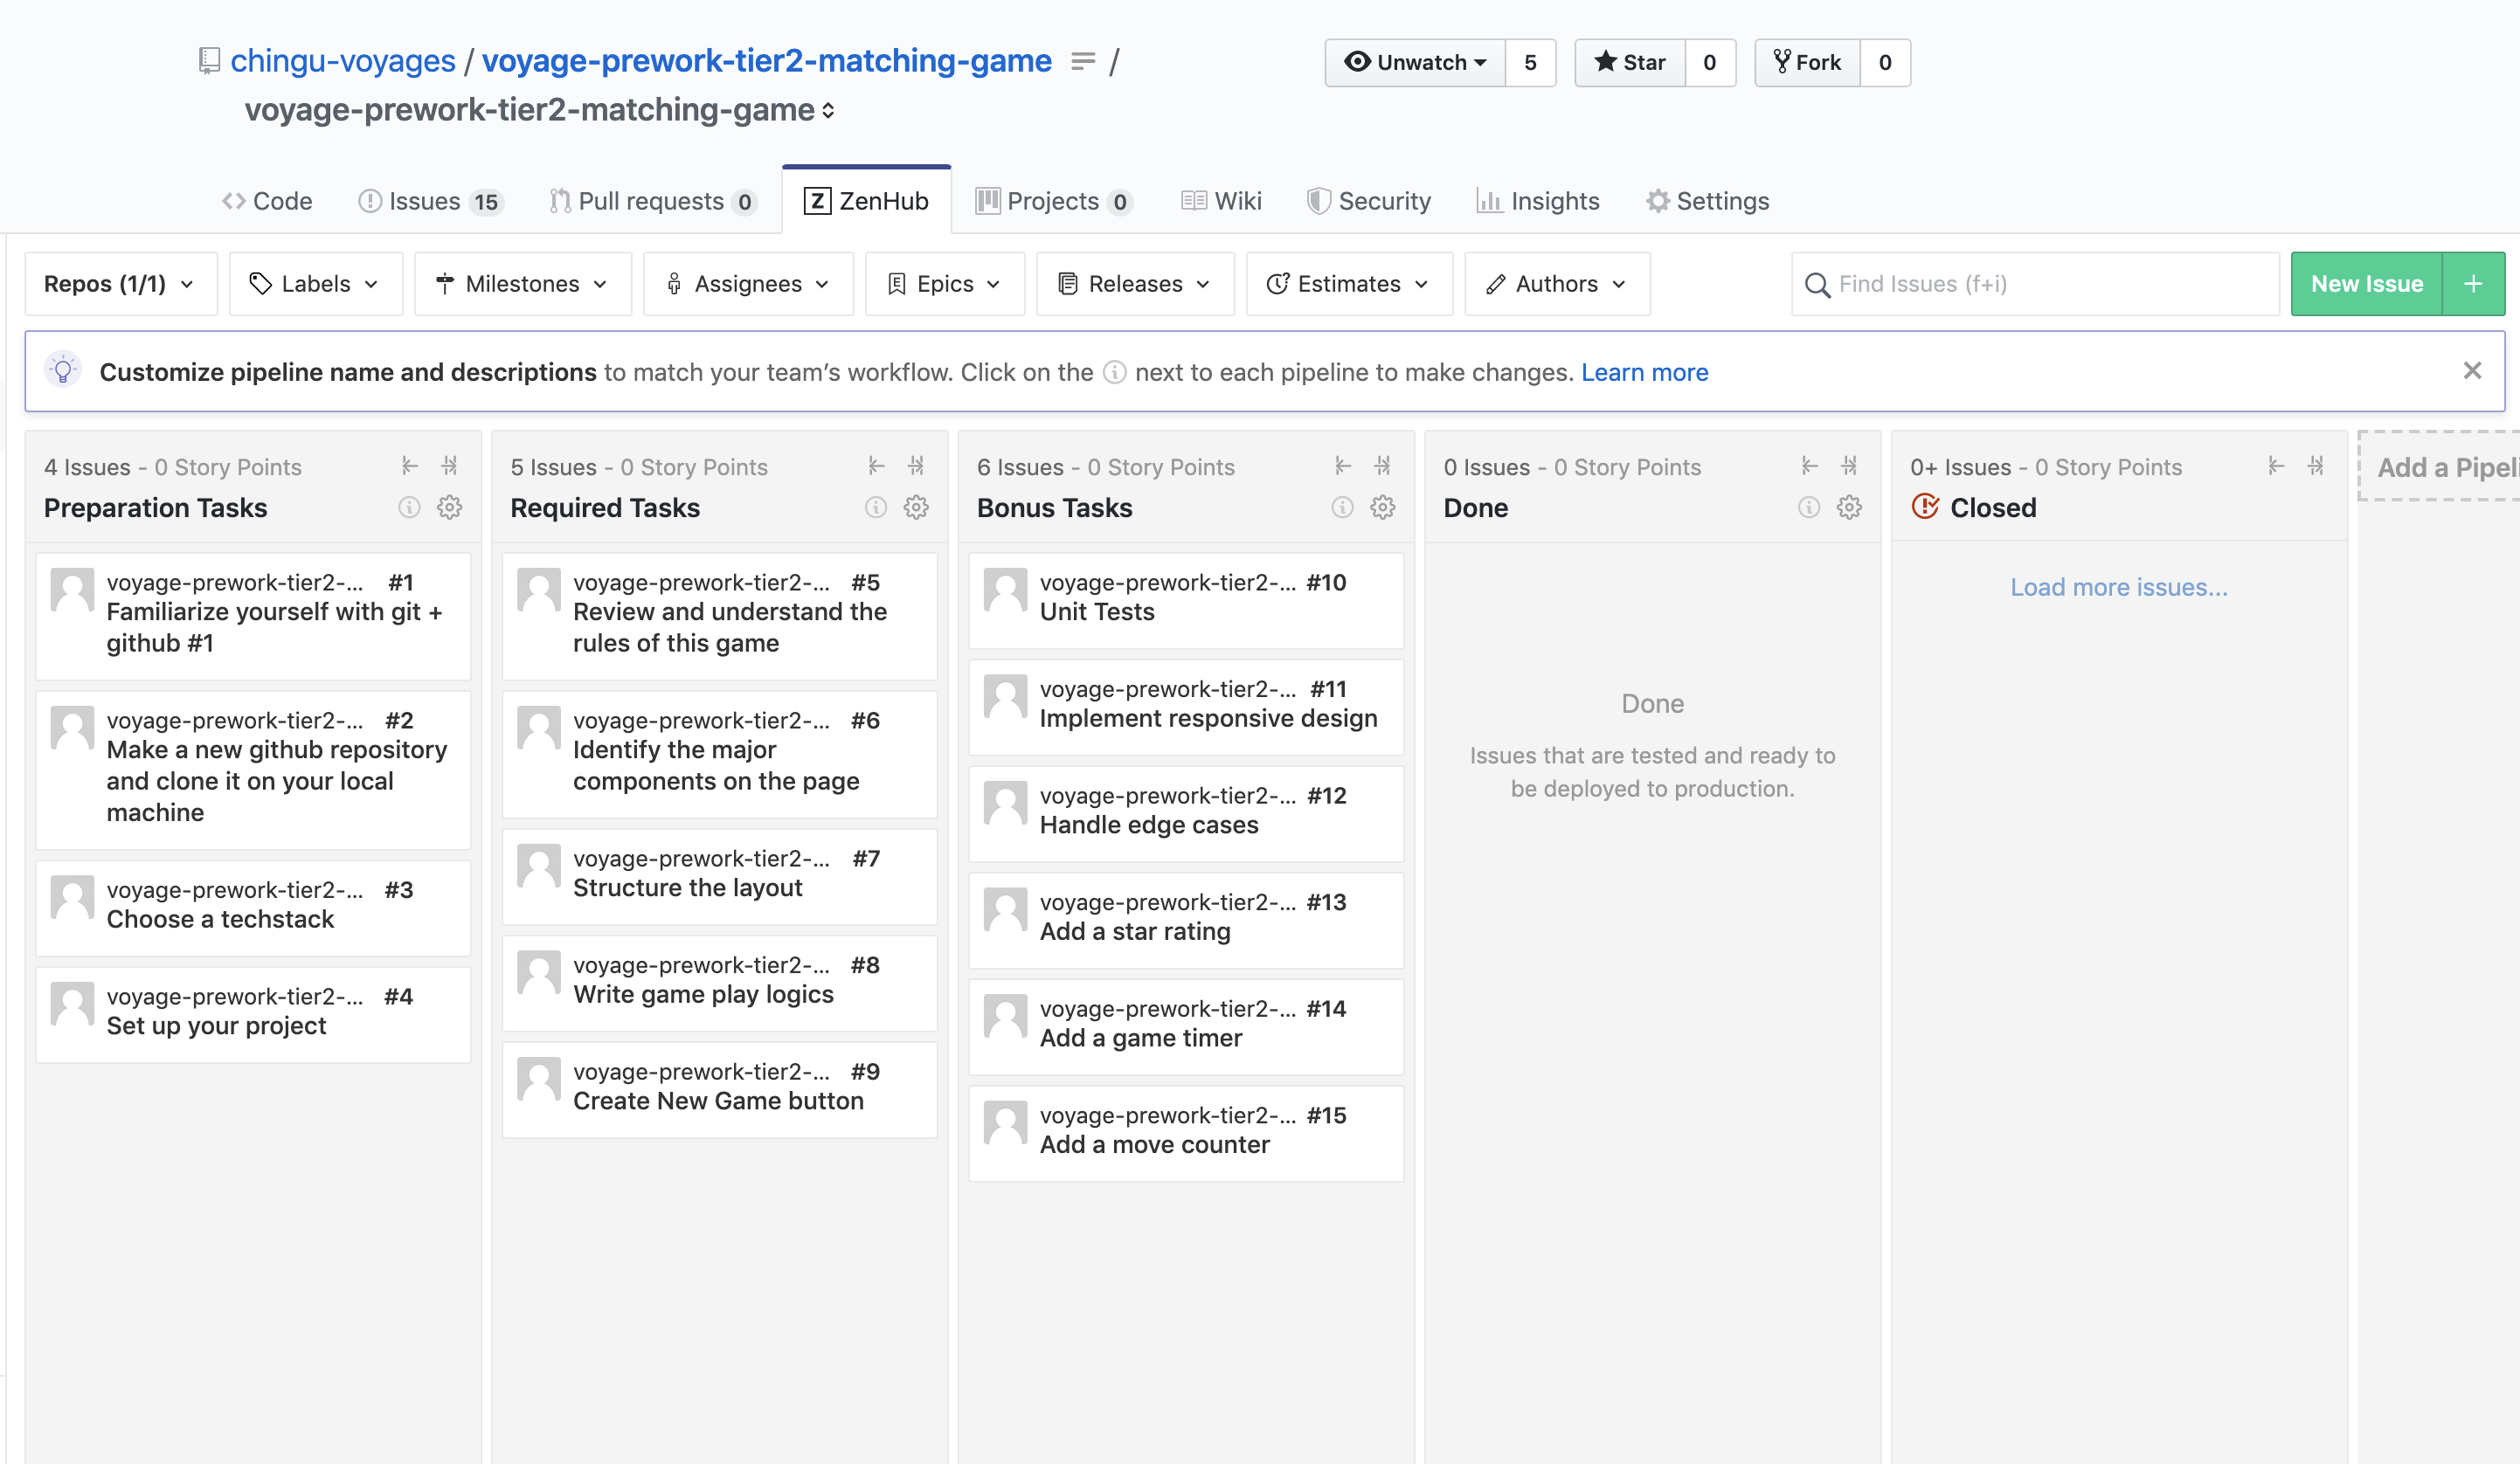 chingu-voyages / voyage-prework-tier2-matching-game /
voyage-prework-tier2-matching-game
Unwatch 5
Star 0
Fork 0
Code
Issues 15
Pull requests 0
Z ZenHub
Projects 0
Wiki
Security
Insights
Settings
Repos (1/1)
Labels
Milestones
Assignees
Epics
Releases
Estimates
Authors
Find Issues (f+i)
New Issue +
Customize pipeline name and descriptions to match your team’s workflow. Click on the next to each pipeline to make changes. Learn more
4 Issues - 0 Story Points
Preparation Tasks
voyage-prework-tier2-... #1
Familiarize yourself with git +
github #1
voyage-prework-tier2-... #2
Make a new github repository
and clone it on your local
machine
voyage-prework-tier2-... #3
Choose a techstack
voyage-prework-tier2-... #4
Set up your project
5 Issues - 0 Story Points
Required Tasks
voyage-prework-tier2-... #5
Review and understand the
rules of this game
voyage-prework-tier2-... #6
Identify the major
components on the page
voyage-prework-tier2-... #7
Structure the layout
voyage-prework-tier2-... #8
Write game play logics
voyage-prework-tier2-... #9
Create New Game button
6 Issues - 0 Story Points
Bonus Tasks
voyage-prework-tier2-... #10
Unit Tests
voyage-prework-tier2-... #11
Implement responsive design
voyage-prework-tier2-... #12
Handle edge cases
voyage-prework-tier2-... #13
Add a star rating
voyage-prework-tier2-... #14
Add a game timer
voyage-prework-tier2-... #15
Add a move counter
0 Issues - 0 Story Points
Done
Done
Issues that are tested and ready to
be deployed to production.
0+ Issues - 0 Story Points
Closed
Load more issues...
Add a Pipeli